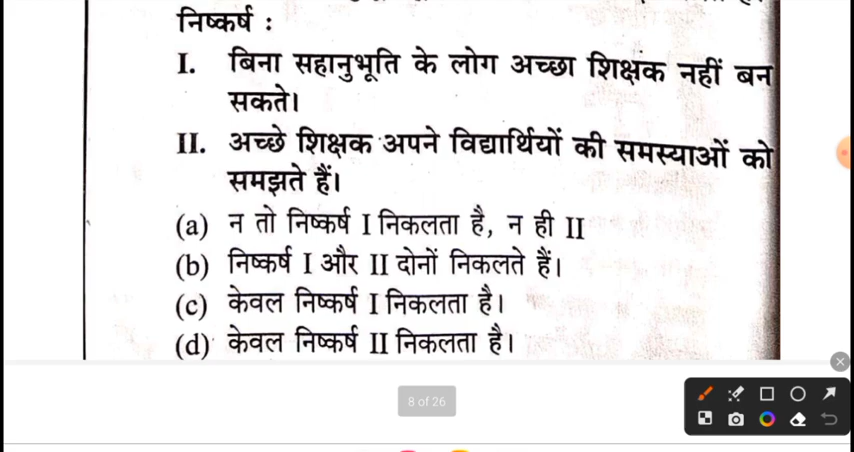 निष्कर्ष :
I. बिना सहानुभूति के लोग अच्छा शिक्षक नहीं बन
सकते।
II. अच्छे शिक्षक अपने विद्यार्थियों की समस्याओं को
समझते हैं।
(a) न तो निष्कर्ष I निकलता है, न ही II
(b) निष्कर्ष I और II दोनों निकलते हैं।
(c) केवल निष्कर्ष I निकलता है।
(d) केवल निष्कर्ष II निकलता है।
8 of 26